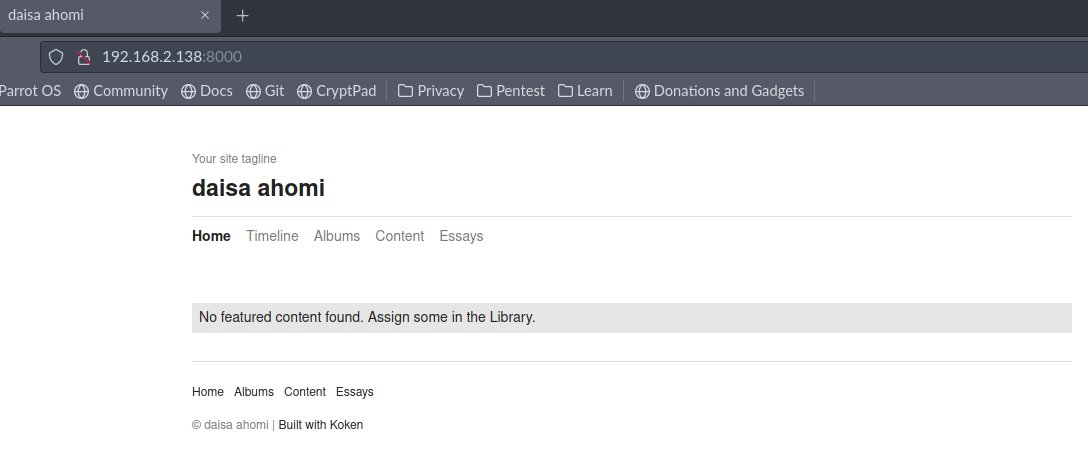 daisa ahomi
192.168.2.138:8000
Parrot OS Community Docs Git CryptPad Privacy Pentest Learn Donations and Gadgets
Your site tagline
daisa ahomi
Home Timeline Albums Content Essays
No featured content found. Assign some in the Library.
Home Albums Content Essays
© daisa ahomi | Built with Koken